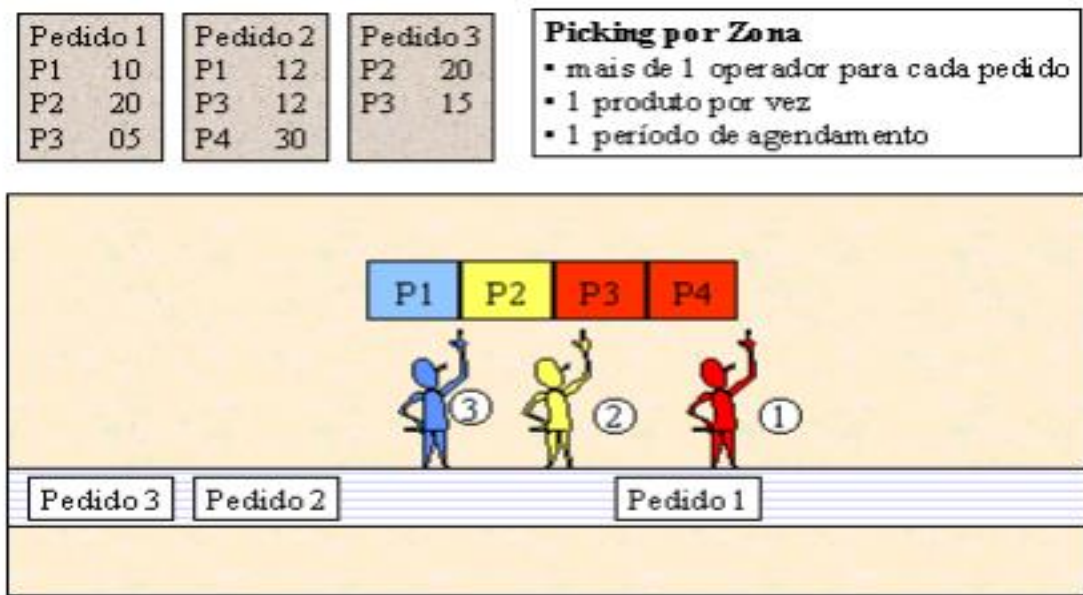 Pedido 1
P1 10
P2 20
P3 05
Pedido 2
P1 12
P3 12
P4 30
Pedido 3
P2 20
P3 15
Picking por Zona
▪ mais de 1 operador para cada pedido
▪ 1 produto por vez
▪ 1 período de agendamento
P1 P2 P3 P4
3 2 1
Pedido 3 Pedido 2 Pedido 1